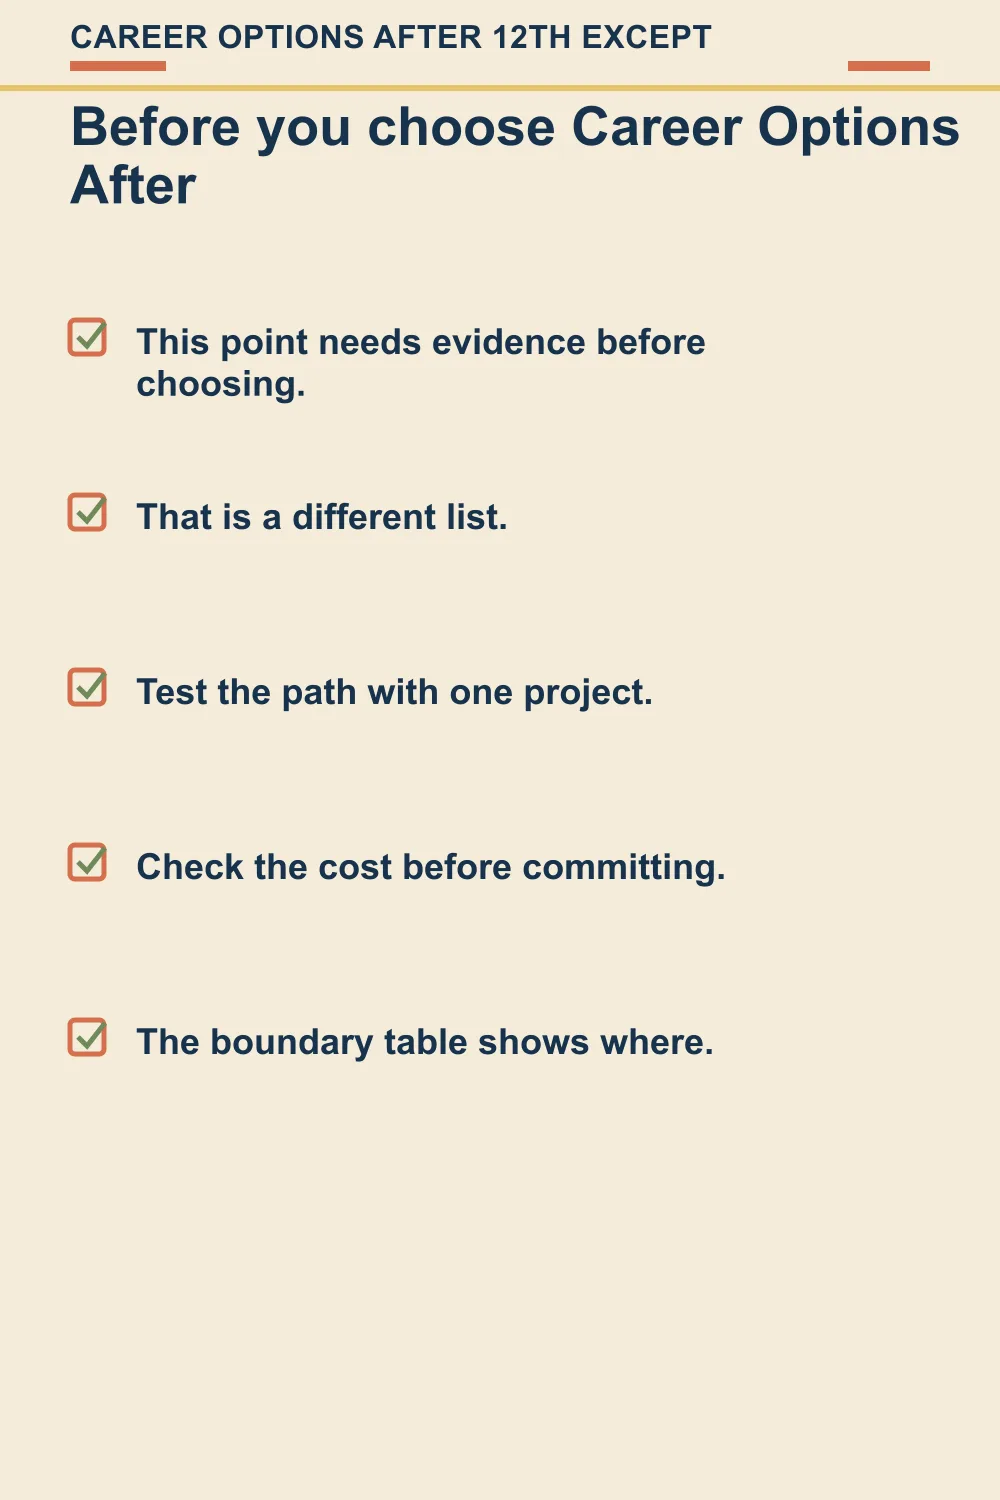 CAREER OPTIONS AFTER 12TH EXCEPT
Before you choose Career Options
After
This point needs evidence before
choosing.
That is a different list.
Test the path with one project.
Check the cost before committing.
The boundary table shows where.